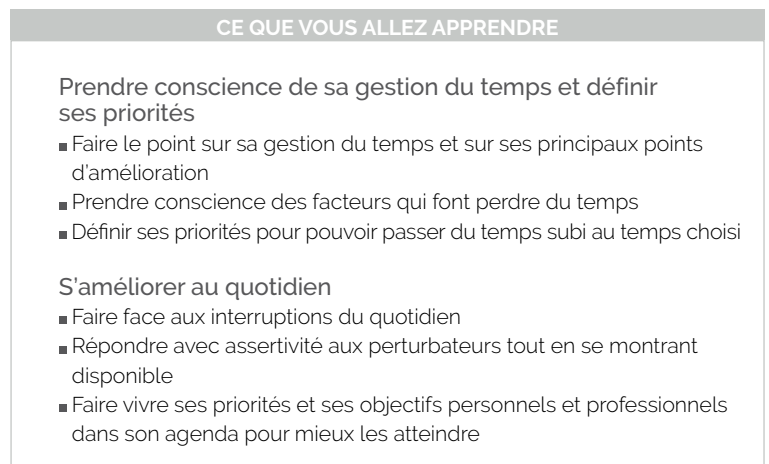 CE QUE VOUS ALLEZ APPRENDRE
Prendre conscience de sa gestion du temps et définir
ses priorités
▪ Faire le point sur sa gestion du temps et sur ses principaux points
d’amélioration
▪ Prendre conscience des facteurs qui font perdre du temps
▪ Définir ses priorités pour pouvoir passer du temps subi au temps choisi
S’améliorer au quotidien
▪ Faire face aux interruptions du quotidien
▪ Répondre avec assertivité aux perturbateurs tout en se montrant
disponible
▪ Faire vivre ses priorités et ses objectifs personnels et professionnels
dans son agenda pour mieux les atteindre